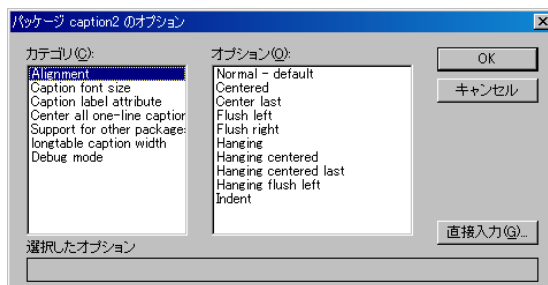 パッケージ caption2 のオプション
カテゴリ(C):
Alignment
Caption font size
Caption label attribute
Center all one-line caption
Support for other package
longtable caption width
Debug mode
オプション(O):
Normal - default
Centered
Center last
Flush left
Flush right
Hanging
Hanging centered
Hanging centered last
Hanging flush left
Indent
OK
キャンセル
直接入力(G)...
選択したオプション